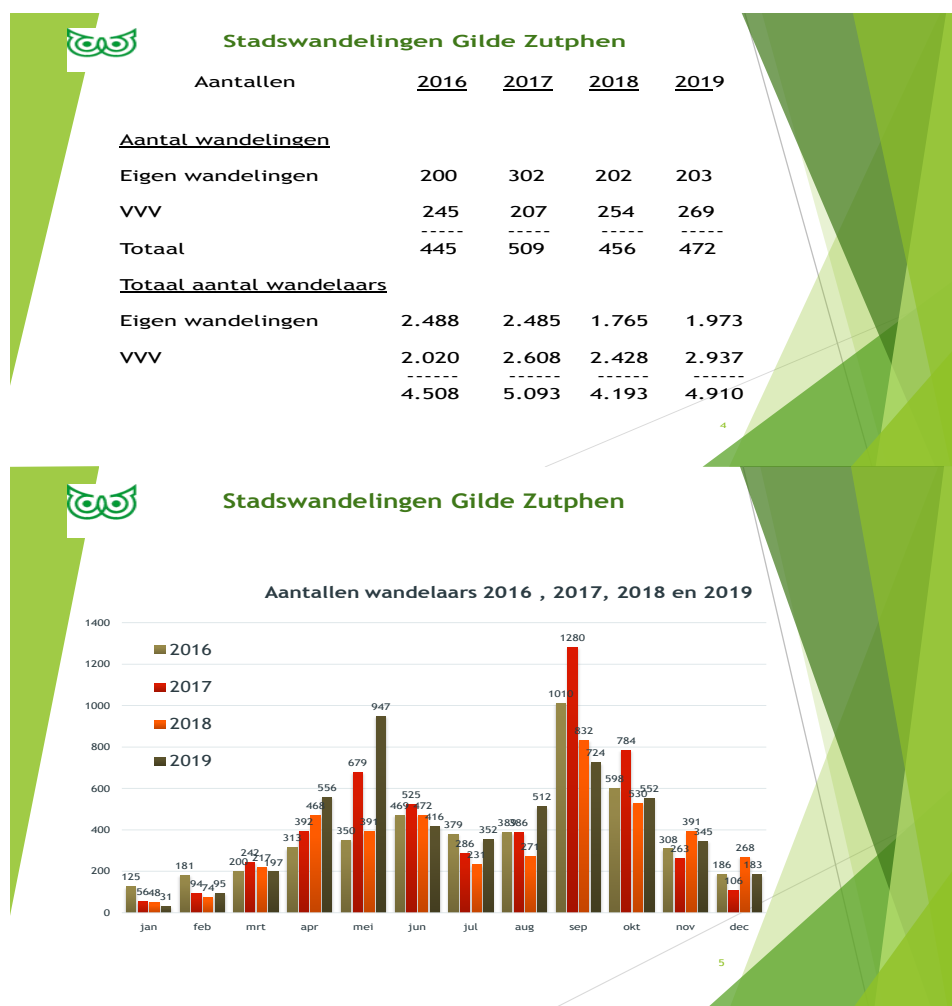 Stadswandelingen Gilde Zutphen
Aantallen 2016 2017 2018 2019
Aantal wandelingen
Eigen wandelingen 200 302 202 203
VVV 245 207 254 269
----- ----- ----- -----
Totaal 445 509 456 472
Totaal aantal wandelaars
Eigen wandelingen 2.488 2.485 1.765 1.973
VVV 2.020 2.608 2.428 2.937
------ ------ ------ ------
4.508 5.093 4.193 4.910
4
Stadswandelingen Gilde Zutphen
Aantallen wandelaars 2016 , 2017, 2018 en 2019
1400
1200
1000
800
600
400
200
0
2016
2017
2018
2019
125 56 48 31
181 94 74 95
200 242 217 197
313 392 468 556
350 679 391 947
469 525 472 416
379 286 231 352
389 386 271 512
1010 1280 832 724
598 784 530 552
308 263 391 345
186 106 268 183
jan feb mrt apr mei jun jul aug sep okt nov dec
5